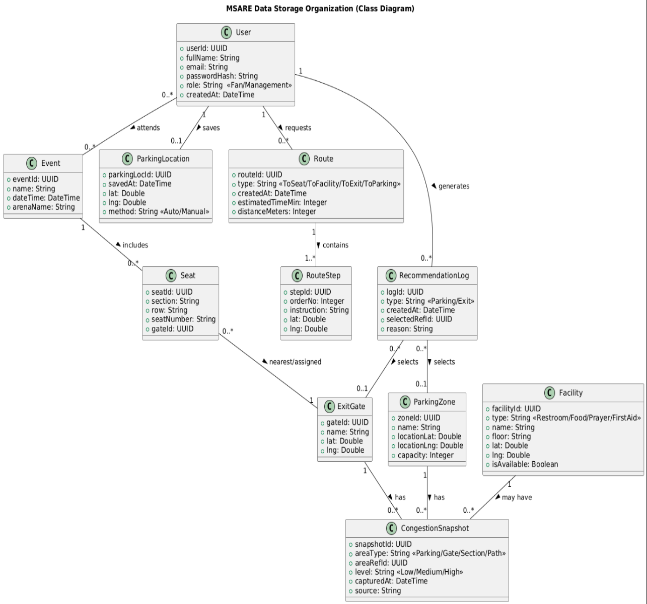 MSARE Data Storage Organization (Class Diagram)
C User
userId: UUID
fullName: String
email: String
passwordHash: String
role: String «Fan/Management»
createdAt: DateTime
0..*
1
1
1
attends
saves
requests
generates
0..*
0..1
0..*
0..*
C Event
eventId: UUID
name: String
dateTime: DateTime
arenaName: String
C ParkingLocation
parkingLocId: UUID
savedAt: DateTime
lat: Double
lng: Double
method: String «Auto/Manual»
C Route
routeId: UUID
type: String «ToSeat/ToFacility/ToExit/ToParking»
createdAt: DateTime
estimatedTimeMin: Integer
distanceMeters: Integer
1
includes
0..*
1
contains
1..*
C Seat
seatId: UUID
section: String
row: String
seatNumber: String
gateId: UUID
C RouteStep
stepId: UUID
orderNo: Integer
instruction: String
lat: Double
lng: Double
C RecommendationLog
logId: UUID
type: String «Parking/Exit»
createdAt: DateTime
selectedRefId: UUID
reason: String
0..*
nearest/assigned
1
0..*
selects
0..1
0..*
selects
0..1
C ExitGate
gateId: UUID
name: String
lat: Double
lng: Double
C ParkingZone
zoneId: UUID
name: String
locationLat: Double
locationLng: Double
capacity: Integer
C Facility
facilityId: UUID
type: String «Restroom/Food/Prayer/FirstAid»
name: String
floor: String
lat: Double
lng: Double
isAvailable: Boolean
1
has
0..*
1
has
0..*
1
may have
0..*
C CongestionSnapshot
snapshotId: UUID
areaType: String «Parking/Gate/Section/Path»
areaRefId: UUID
level: String «Low/Medium/High»
capturedAt: DateTime
source: String